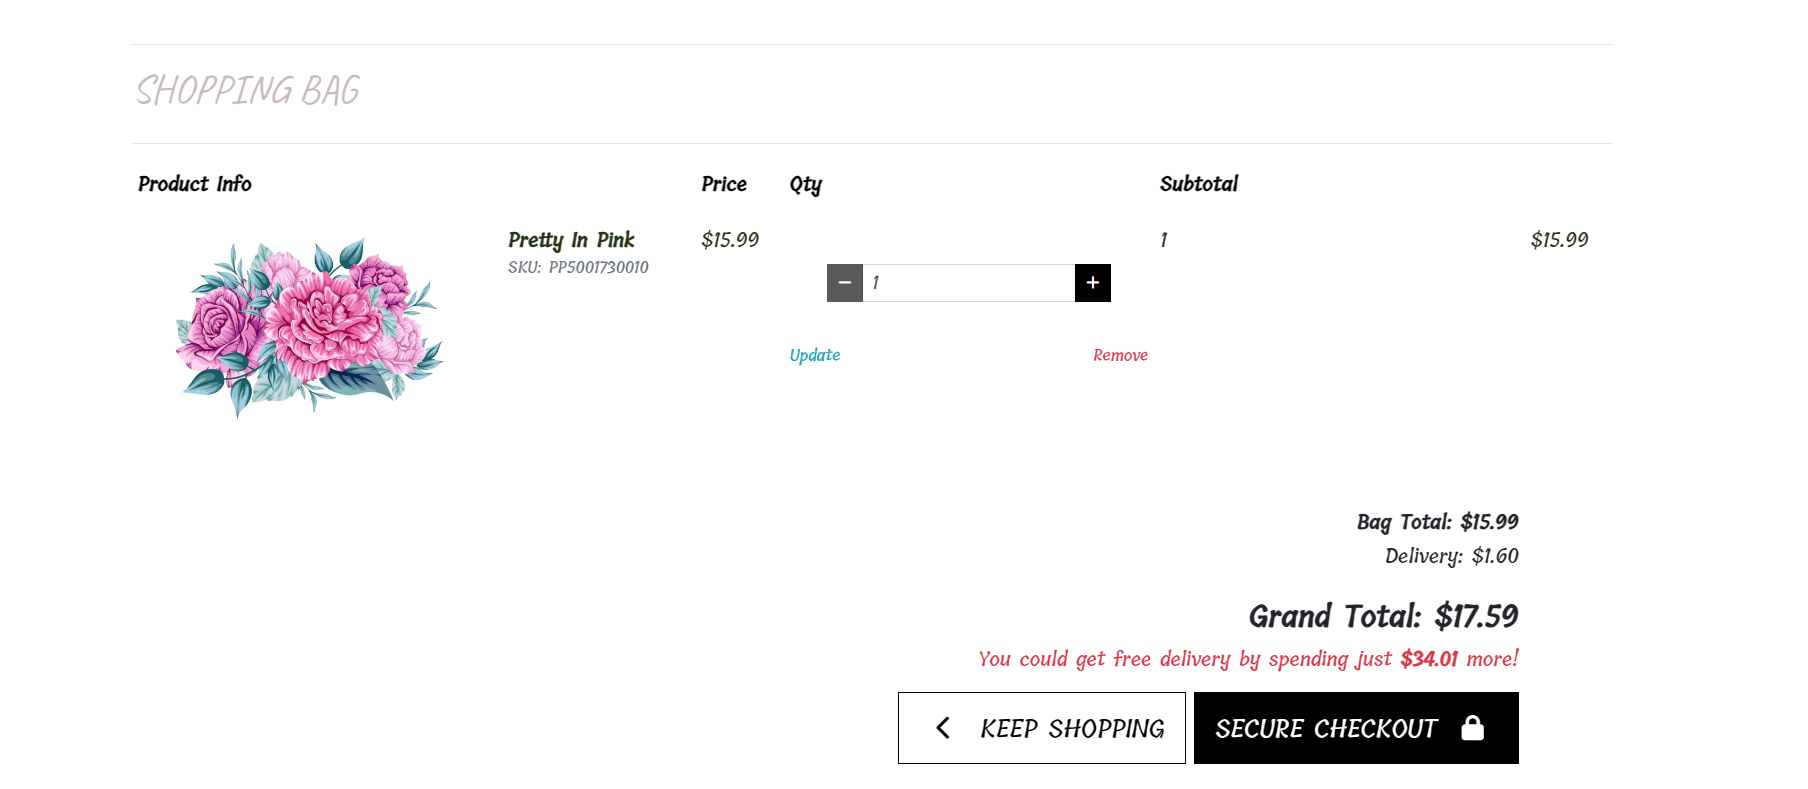 SHOPPING BAG
Product Info Price Qty Subtotal
Pretty In Pink $15.99 1 $15.99
SKU: PP5001730010
1
Update Remove
Bag Total: $15.99
Delivery: $1.60
Grand Total: $17.59
You could get free delivery by spending just $34.01 more!
KEEP SHOPPING SECURE CHECKOUT